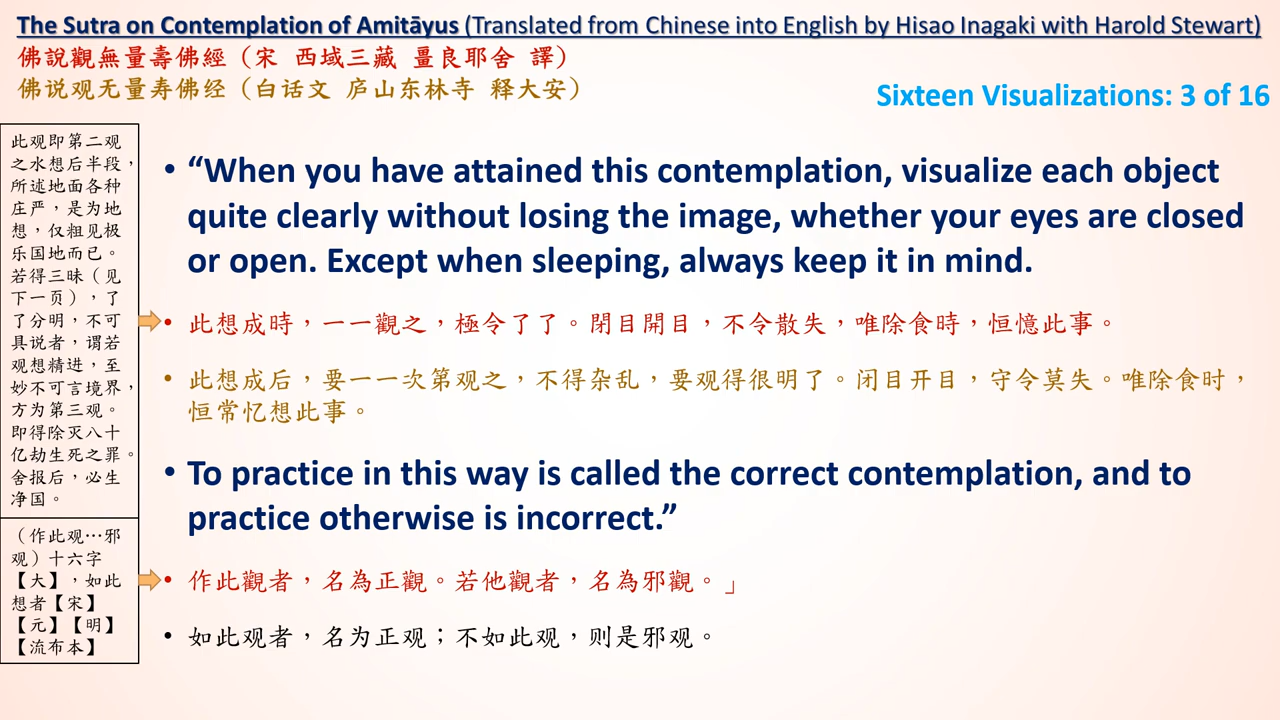 The Sutra on Contemplation of Amitāyus (Translated from Chinese into English by Hisao Inagaki with Harold Stewart)
佛說觀無量壽佛經（宋 西域三藏 畺良耶舍 譯）
佛说观无量寿佛经（白话文 庐山东林寺 释大安）
Sixteen Visualizations: 3 of 16
此观即第二观
之水想后半段，
所述地面各种
庄严，是为地
想，仅粗见极
乐国地而已。
若得三昧（见
下一页），了
了分明，不可
具说者，谓若
观想精进，至
妙不可言境界，
方为第三观。
即得除灭八十
亿劫生死之罪。
舍报后，必生
净国。
（作此观…邪
观）十六字
【大】，如此
想者【宋】
【元】【明】
【流布本】
• “When you have attained this contemplation, visualize each object
quite clearly without losing the image, whether your eyes are closed
or open. Except when sleeping, always keep it in mind.
• 此想成時，一一觀之，極令了了。閉目開目，不令散失，唯除食時，恒憶此事。
• 此想成后，要一一次第观之，不得杂乱，要观得很明了。闭目开目，守令莫失。唯除食时，
恒常忆想此事。
• To practice in this way is called the correct contemplation, and to
practice otherwise is incorrect.”
• 作此觀者，名為正觀。若他觀者，名為邪觀。」
• 如此观者，名为正观；不如此观，则是邪观。